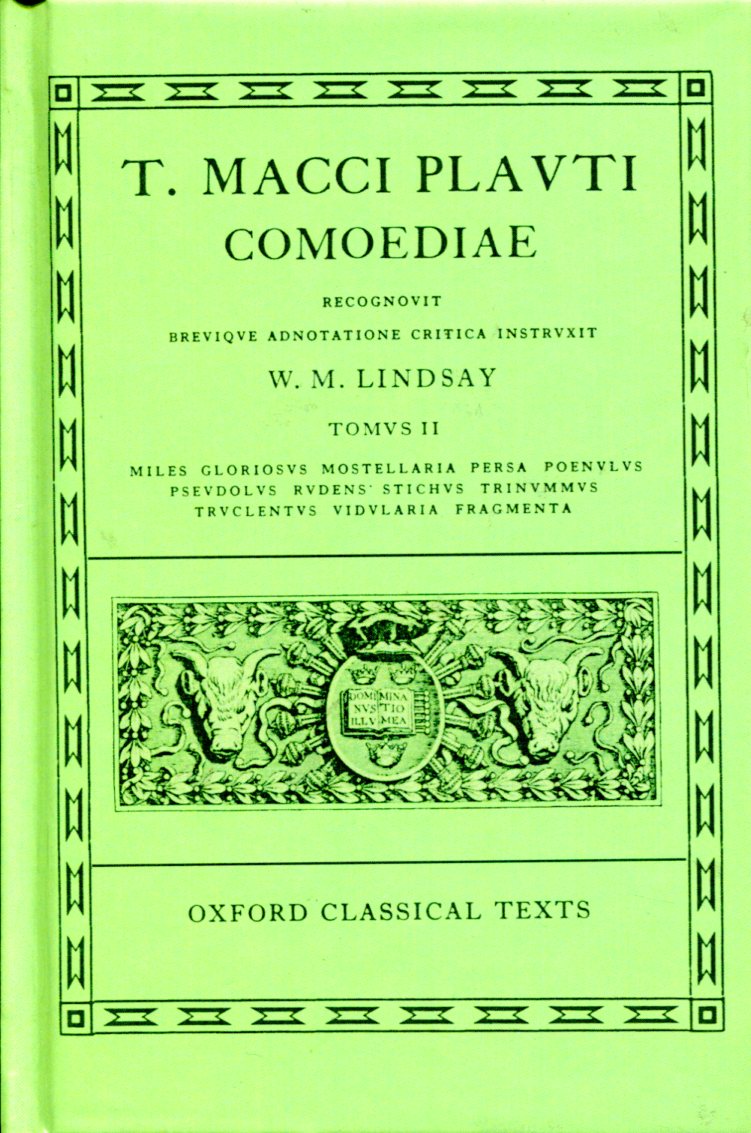 T. MACCI PLAVTI
COMOEDIAE
RECOGNOVIT
BREVIQVE ADNOTATIONE CRITICA INSTRVXIT
W. M. LINDSAY
TOMVS II
MILES GLORIOSVS MOSTELLARIA PERSA POENVLVS
PSEVDOLVS RVDENS STICHVS TRINVMMVS
TRVCLENTVS VIDVLARIA FRAGMENTA
DOMI MINA
NVS TIO
ILLV MEA
OXFORD CLASSICAL TEXTS